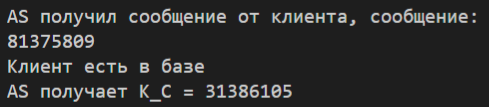 AS получил сообщение от клиента, сообщение:
81375809
Клиент есть в базе
AS получает K_C = 31386105